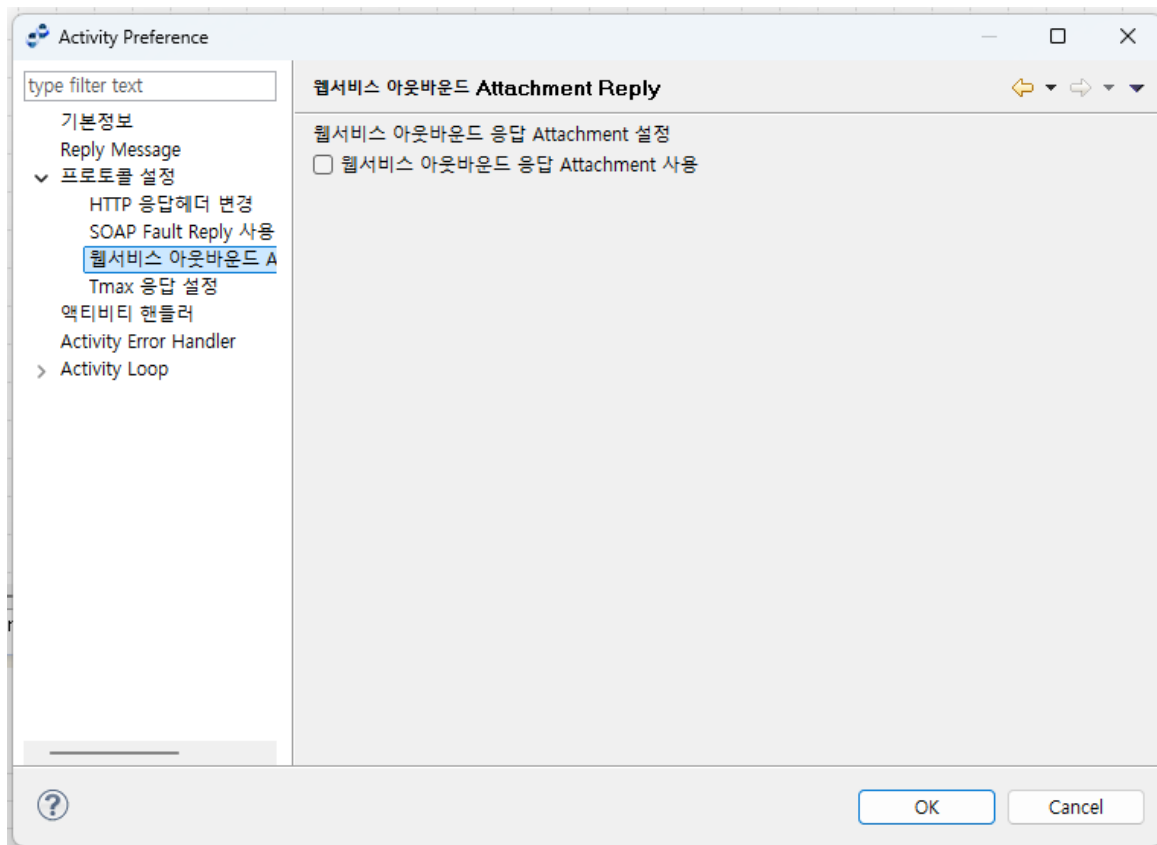 Activity Preference
type filter text
기본정보
Reply Message
프로토콜 설정
HTTP 응답헤더 변경
SOAP Fault Reply 사용
웹서비스 아웃바운드 A
Tmax 응답 설정
액티비티 핸들러
Activity Error Handler
Activity Loop
웹서비스 아웃바운드 Attachment Reply
웹서비스 아웃바운드 응답 Attachment 설정
웹서비스 아웃바운드 응답 Attachment 사용
OK
Cancel